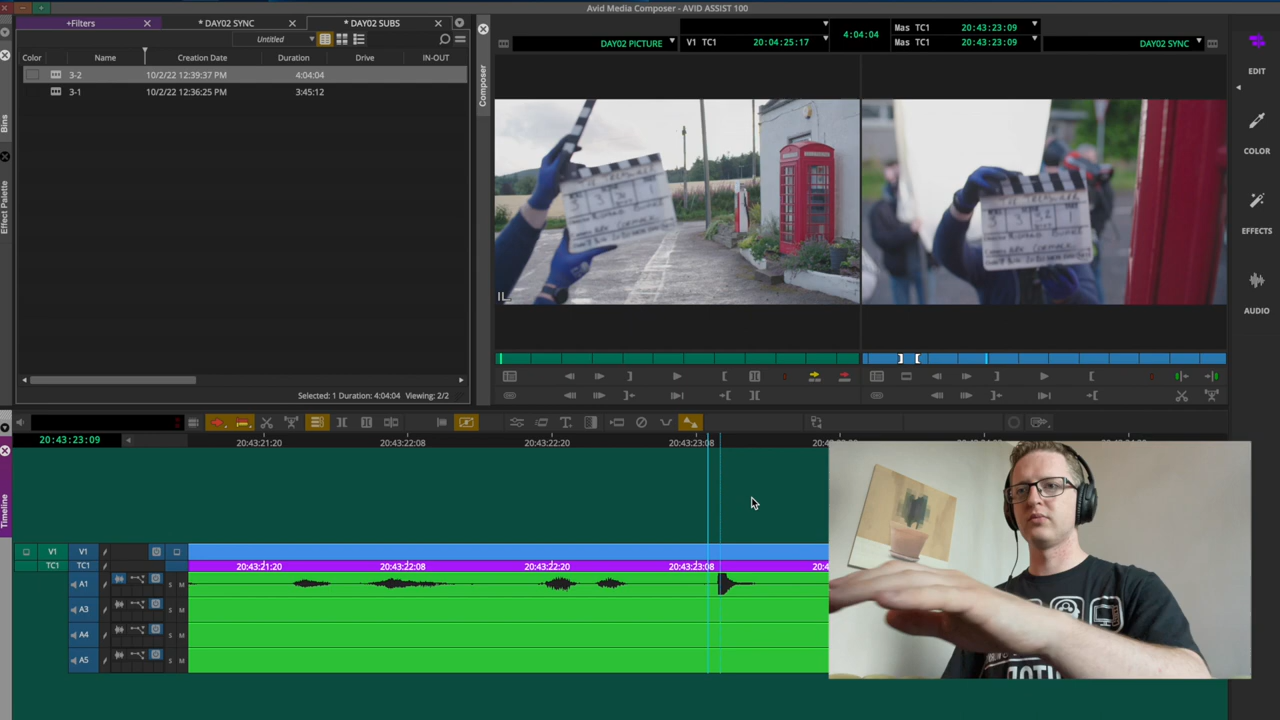 Avid Media Composer - AVID ASSIST 100
+Filters
* DAY02 SYNC
* DAY02 SUBS
Untitled
Color Name Creation Date Duration Drive IN-OUT
3-2 10/2/22 12:39:37 PM 4:04:04
3-1 10/2/22 12:36:25 PM 3:45:12
Selected: 1 Duration: 4:04:04 Viewing: 2/2
Bins
Effect Palette
Composer
DAY02 PICTURE
V1 TC1 20:04:25:17
4:04:04
Mas TC1 20:43:23:09
Mas TC1 20:43:23:09
DAY02 SYNC
IL
EDIT
COLOR
EFFECTS
AUDIO
Timeline
20:43:23:09
20:43:21:20 20:43:22:08 20:43:22:20 20:43:23:08
V1 V1
TC1 TC1 20:43:21:20 20:43:22:08 20:43:22:20 20:43:23:08
A1 S M
A3 S M
A4 S M
A5 S M